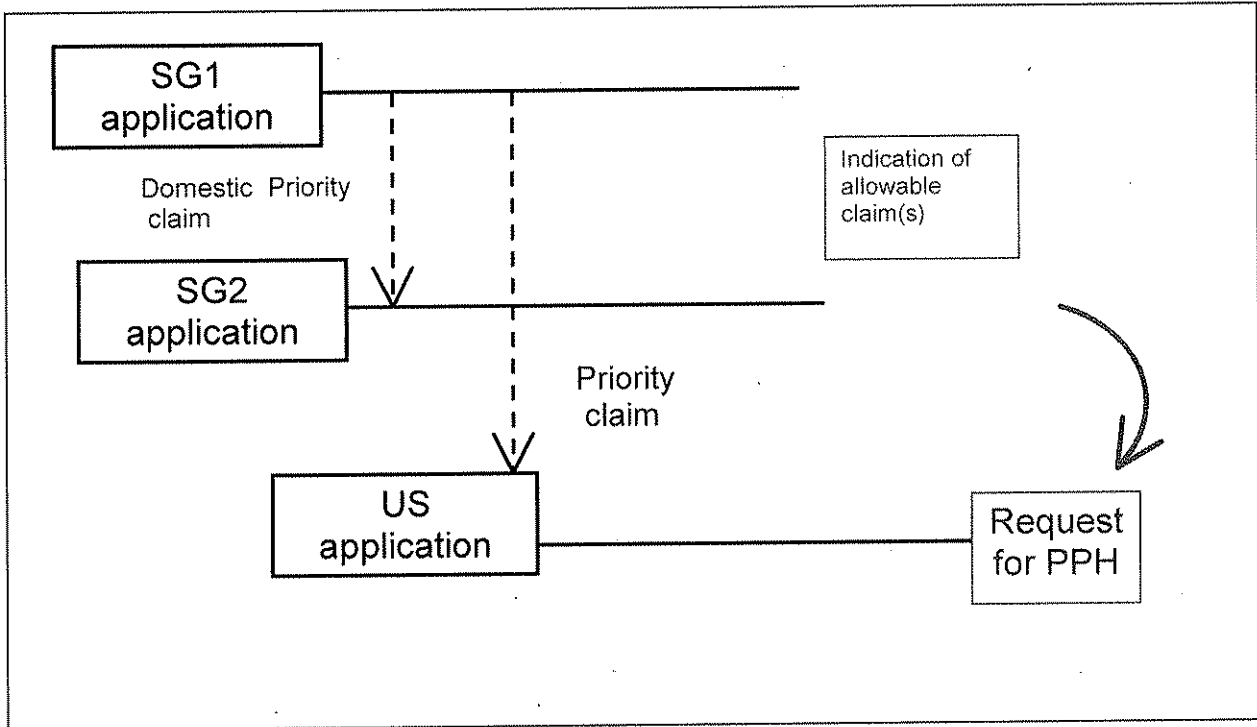 SG1
application
Domestic Priority
claim
Indication of
allowable
claim(s)
SG2
application
Priority
claim
US
application
Request
for PPH